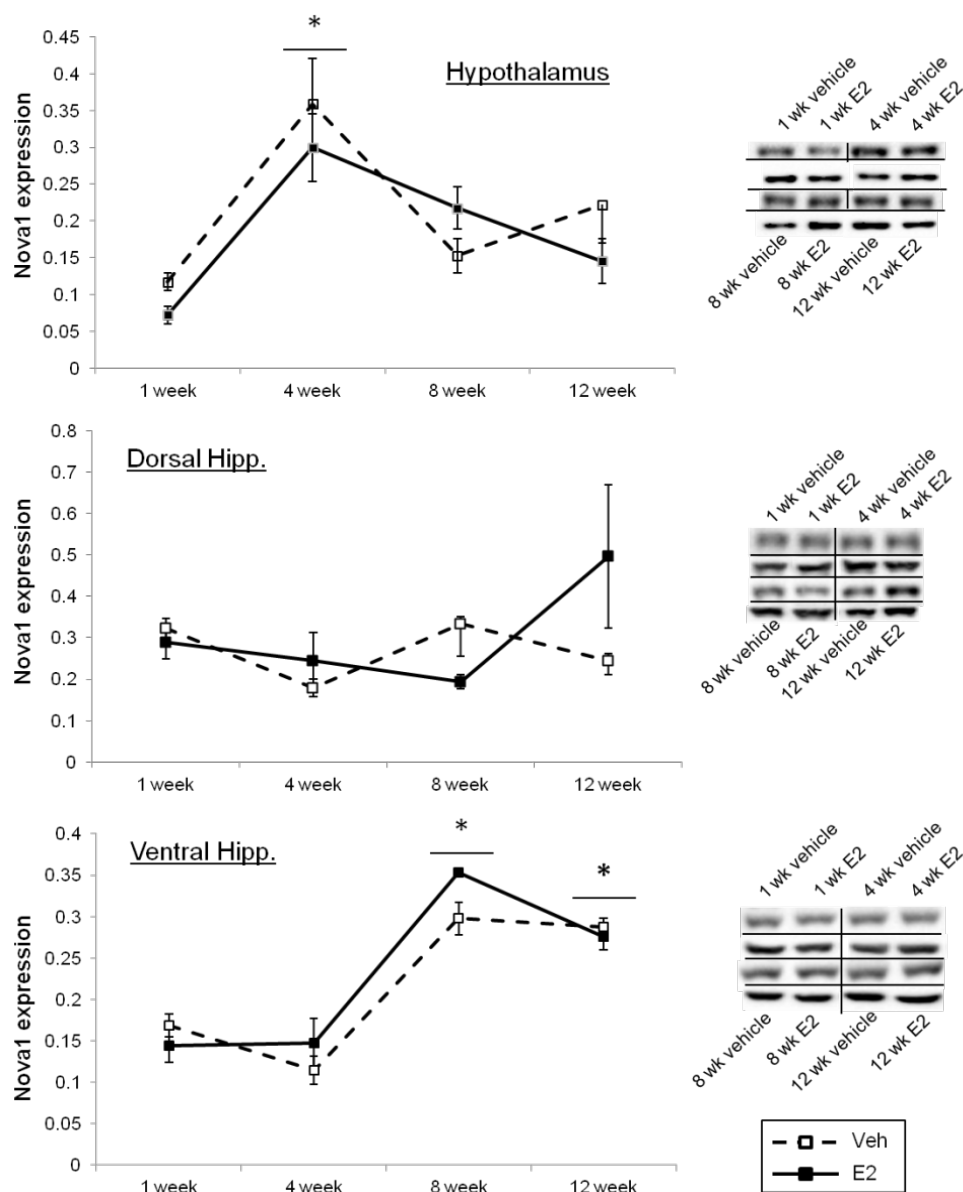 *
0.45
0.4
0.35
0.3
0.25
0.2
0.15
0.1
0.05
0
Nova1 expression
Hypothalamus
1 week 4 week 8 week 12 week
1 wk vehicle
1 wk E2
4 wk vehicle
4 wk E2
8 wk vehicle
8 wk E2
12 wk vehicle
12 wk E2
0.8
0.7
0.6
0.5
0.4
0.3
0.2
0.1
0
Nova1 expression
Dorsal Hipp.
1 week 4 week 8 week 12 week
1 wk vehicle
1 wk E2
4 wk vehicle
4 wk E2
8 wk vehicle
8 wk E2
12 wk vehicle
12 wk E2
0.4
0.35
0.3
0.25
0.2
0.15
0.1
0.05
0
Nova1 expression
Ventral Hipp.
*
*
1 week 4 week 8 week 12 week
1 wk vehicle
1 wk E2
4 wk vehicle
4 wk E2
8 wk vehicle
8 wk E2
12 wk vehicle
12 wk E2
Veh
E2